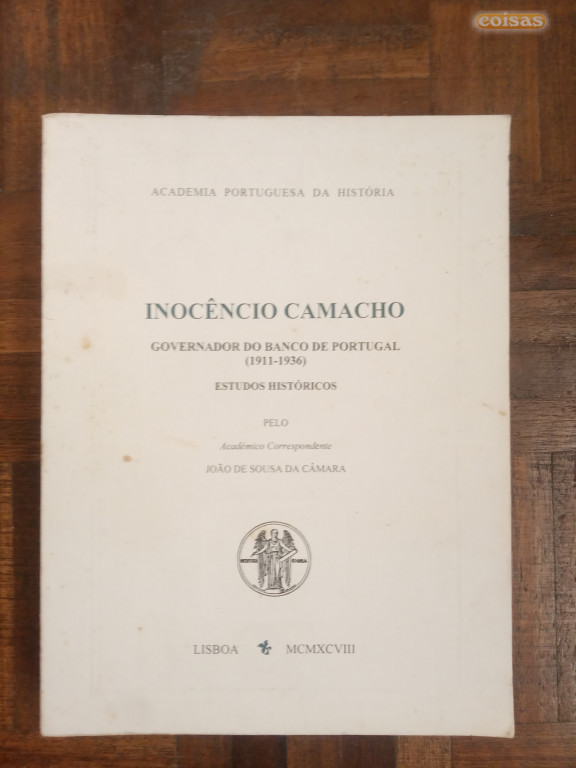 coisas
ACADEMIA PORTUGUESA DA HISTÓRIA
INOCÊNCIO CAMACHO
GOVERNADOR DO BANCO DE PORTUGAL
(1911-1936)
ESTUDOS HISTÓRICOS
PELO
Académico Correspondente
JOÃO DE SOUSA DA CÂMARA
LISBOA MCMXCVIII